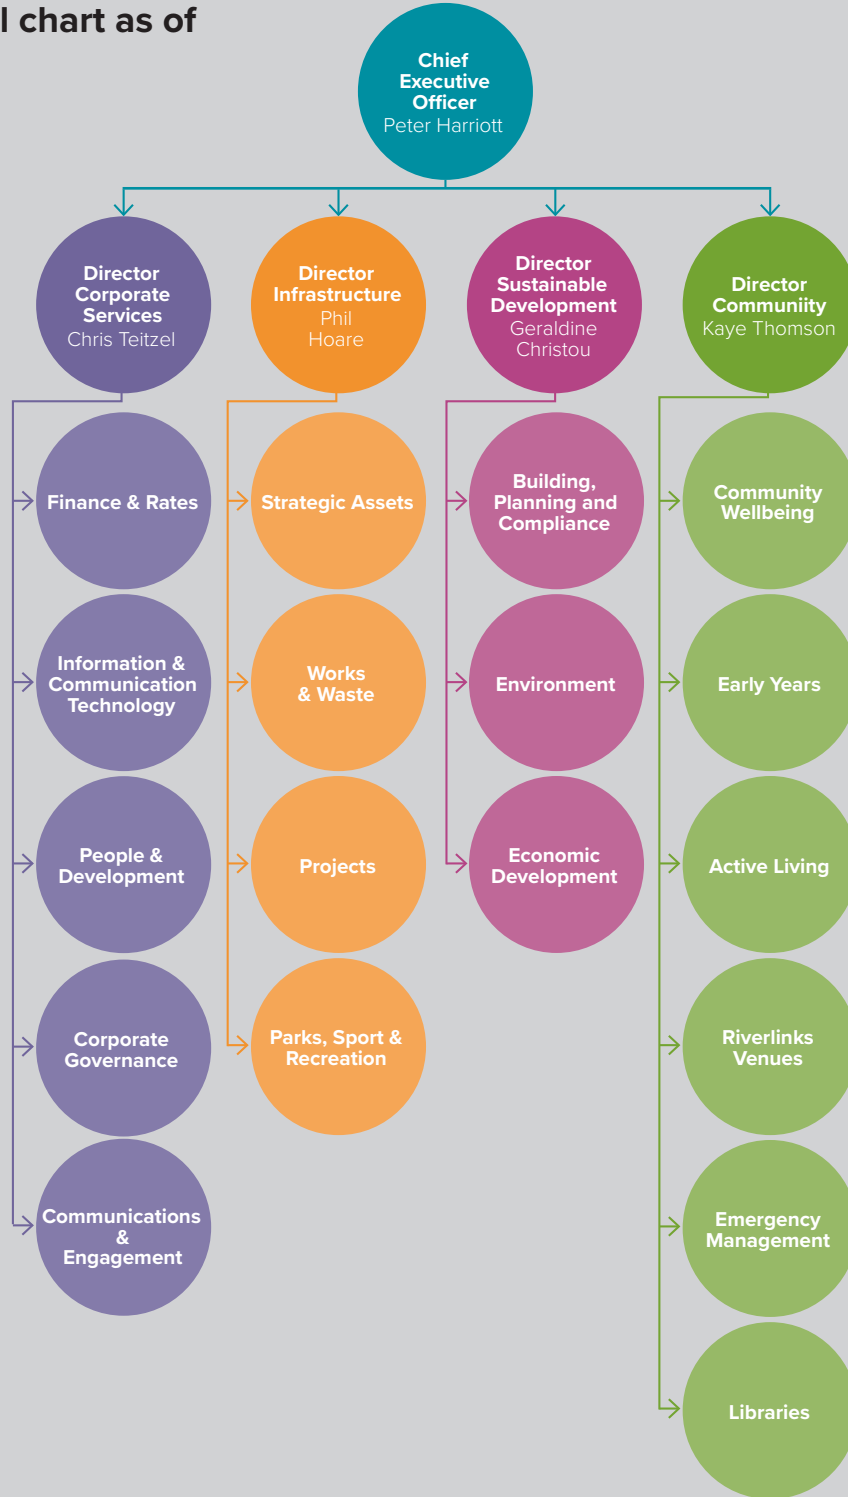 l chart as of
Chief
Executive
Officer
Peter Harriott
Director
Corporate
Services
Chris Teitzel
Director
Infrastructure
Phil
Hoare
Director
Sustainable
Development
Geraldine
Christou
Director
Communiity
Kaye Thomson
Finance & Rates
Information &
Communication
Technology
People &
Development
Corporate
Governance
Communications
&
Engagement
Strategic Assets
Works
& Waste
Projects
Parks, Sport &
Recreation
Building,
Planning and
Compliance
Environment
Economic
Development
Community
Wellbeing
Early Years
Active Living
Riverlinks
Venues
Emergency
Management
Libraries